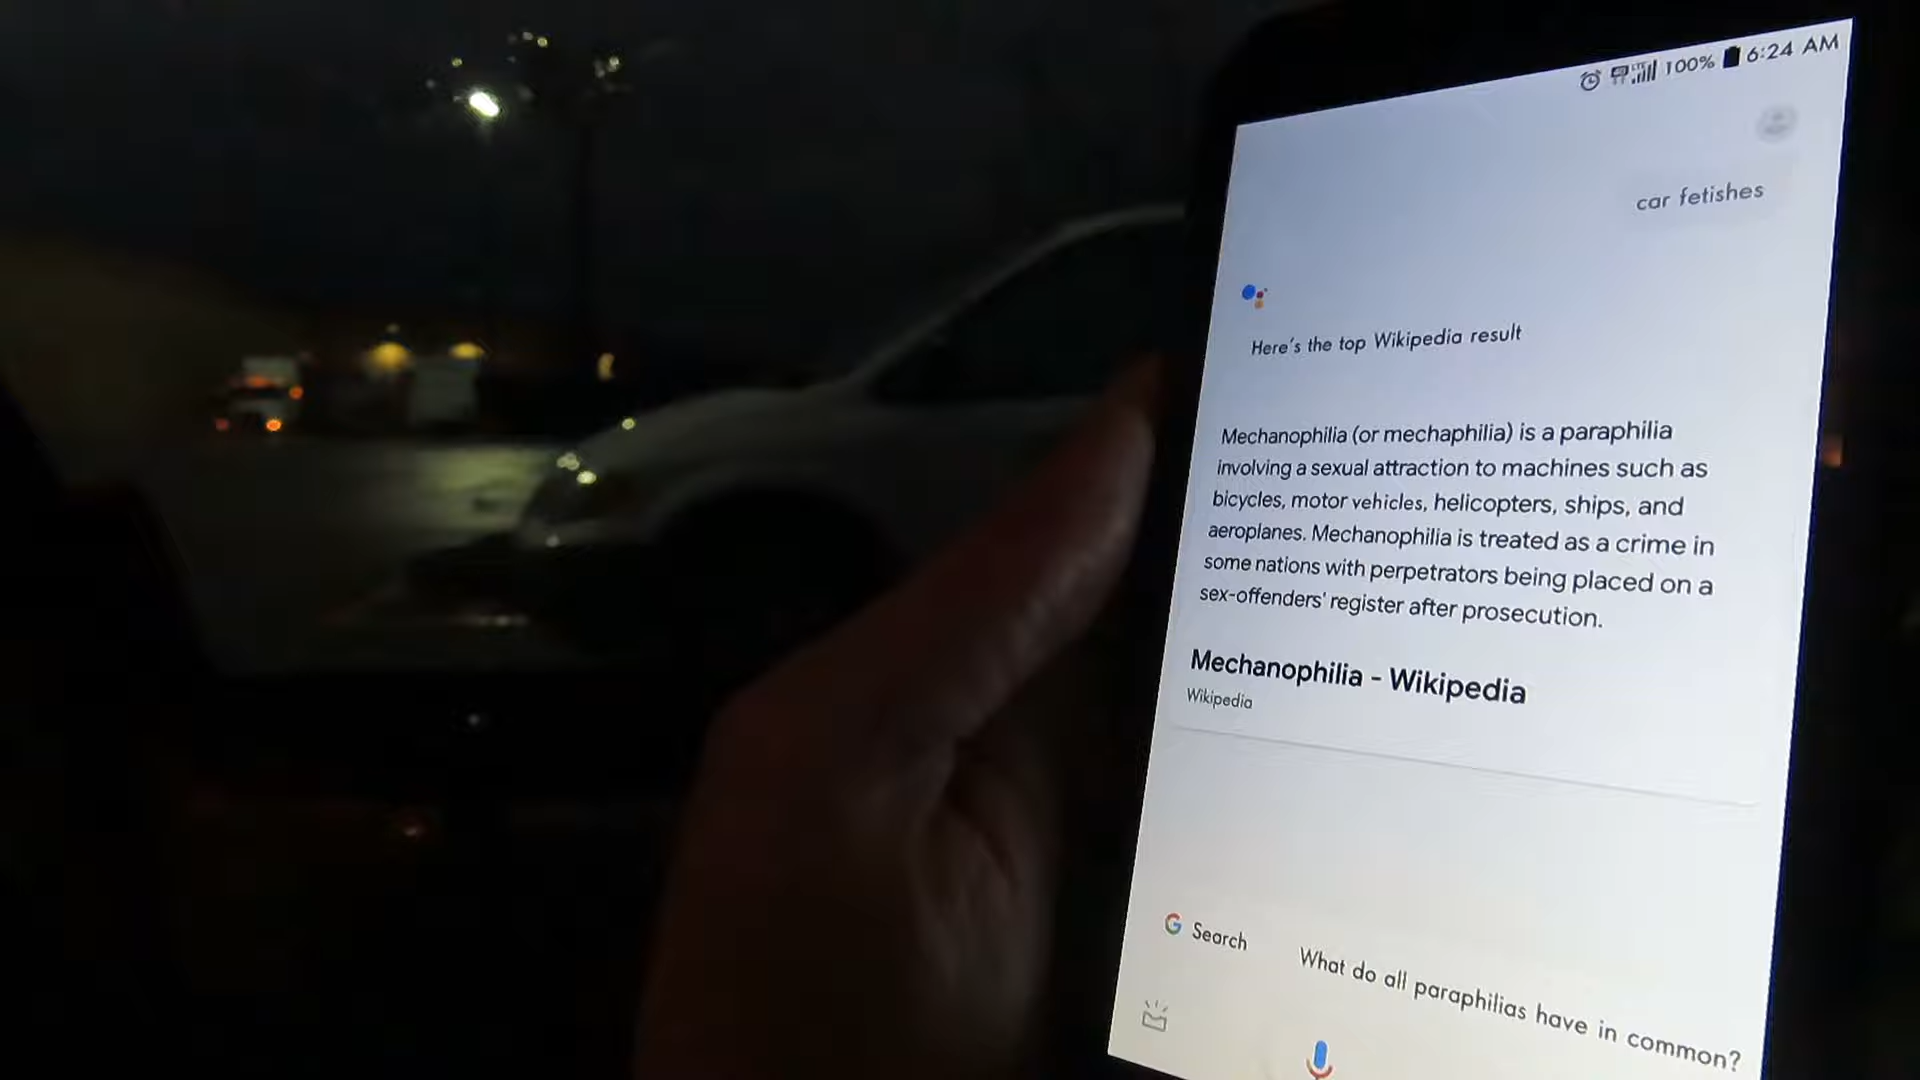 100% 6:24 AM
car fetishes
Here's the top Wikipedia result
Mechanophilia (or mechaphilia) is a paraphilia
involving a sexual attraction to machines such as
bicycles, motor vehicles, helicopters, ships, and
aeroplanes. Mechanophilia is treated as a crime in
some nations with perpetrators being placed on a
sex-offenders' register after prosecution.
Mechanophilia - Wikipedia
Wikipedia
G Search
What do all paraphilias have in common?